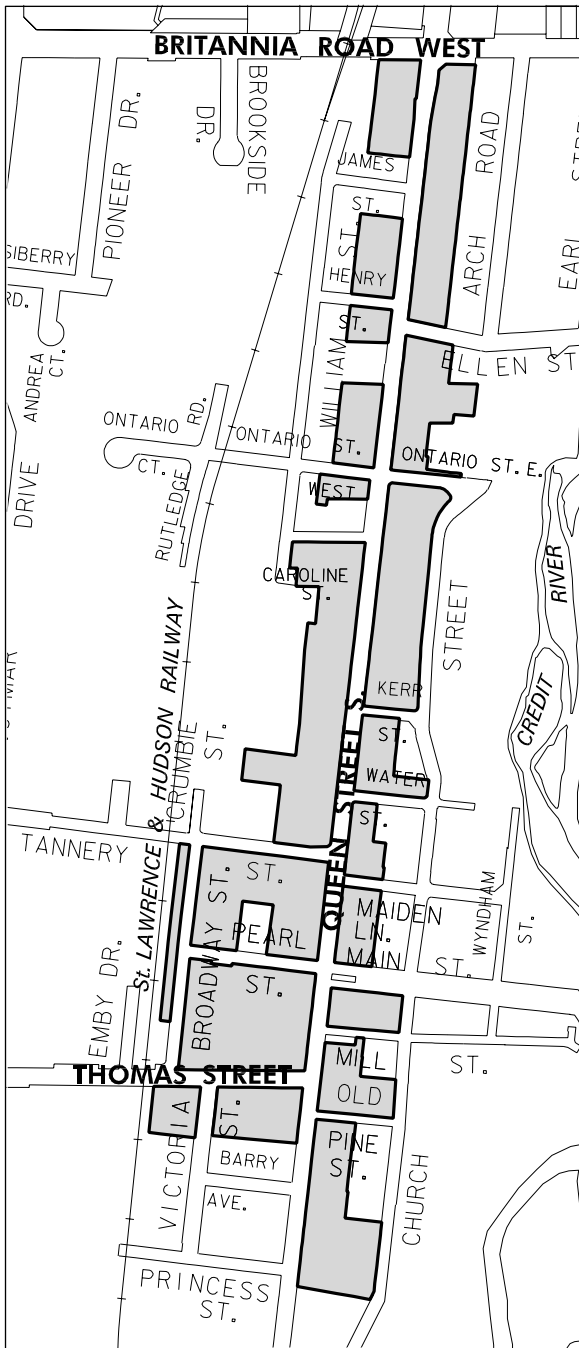 BRITANNIA ROAD WEST
PIONEER DR.
BROOKSIDE
DR.
JAMES
ST.
ARCH ROAD
SIBERRY
RD.
ST.
HENRY
ST.
ANDREA
CT.
WILLIAM
ELLEN ST
ONTARIO
RD.
ONTARIO
ST.
CT.
ONTARIO ST. E.
DRIVE
RUTLEDGE
WEST
CAROLINE
ST.
RIVER
CREDIT
STREET
KERR
ST.
WATER
ST.
St. LAWRENCE & HUDSON RAILWAY
CRUMBIE
ST.
QUEEN STREET S.
TANNERY
ST.
BROADWAY ST.
PEARL
ST.
MAIDEN
LN.
MAIN
ST.
WYNDHAM
ST.
EMBY DR.
THOMAS STREET
MILL
ST.
OLD
VICTORIA
ST.
PINE
ST.
BARRY
AVE.
CHURCH
PRINCESS
ST.